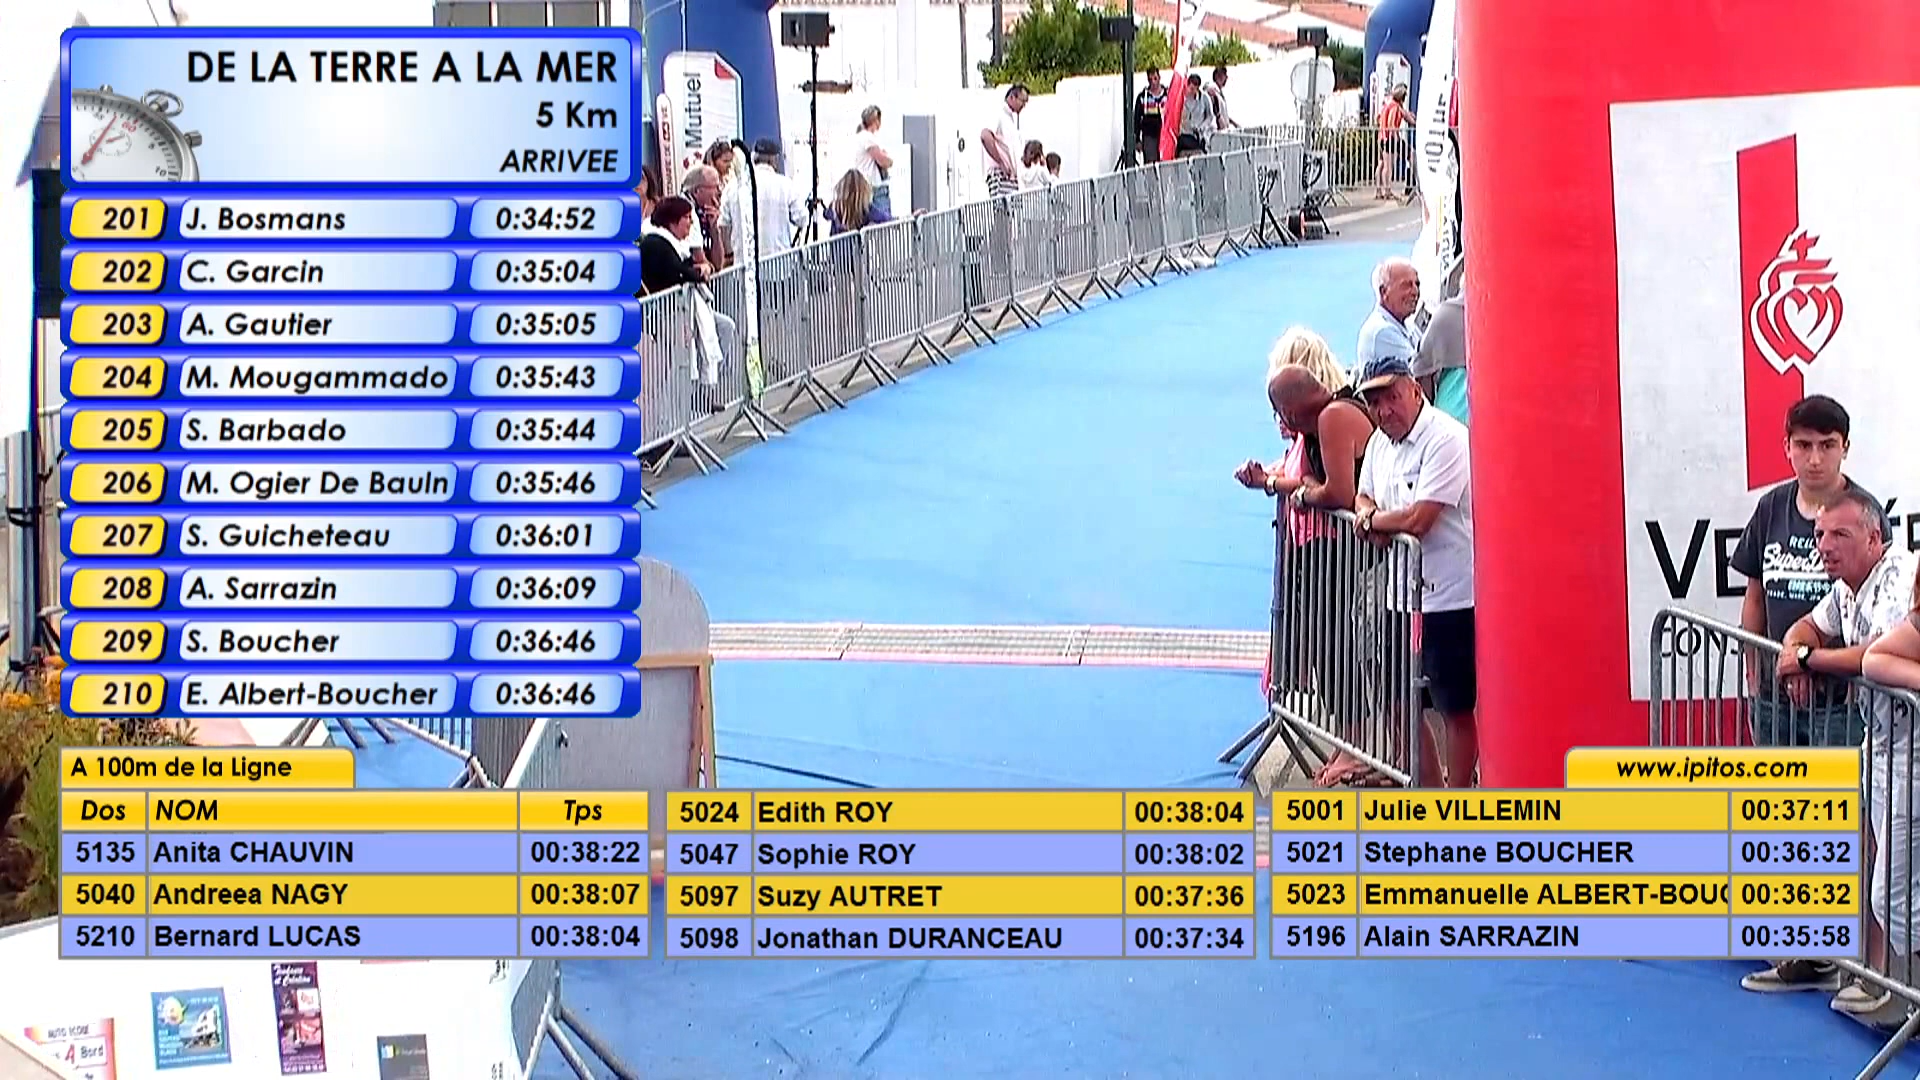 DE LA TERRE A LA MER
5 Km
ARRIVEE
201 J. Bosmans 0:34:52
202 C. Garcin 0:35:04
203 A. Gautier 0:35:05
204 M. Mougammado 0:35:43
205 S. Barbado 0:35:44
206 M. Ogier De Bauln 0:35:46
207 S. Guicheteau 0:36:01
208 A. Sarrazin 0:36:09
209 S. Boucher 0:36:46
210 E. Albert-Boucher 0:36:46
Mutuel
VE
CONS
A 100m de la Ligne
www.ipitos.com
Dos NOM Tps
5135 Anita CHAUVIN 00:38:22
5040 Andreea NAGY 00:38:07
5210 Bernard LUCAS 00:38:04
5024 Edith ROY 00:38:04
5047 Sophie ROY 00:38:02
5097 Suzy AUTRET 00:37:36
5098 Jonathan DURANCEAU 00:37:34
5001 Julie VILLEMIN 00:37:11
5021 Stephane BOUCHER 00:36:32
5023 Emmanuelle ALBERT-BOUC 00:36:32
5196 Alain SARRAZIN 00:35:58